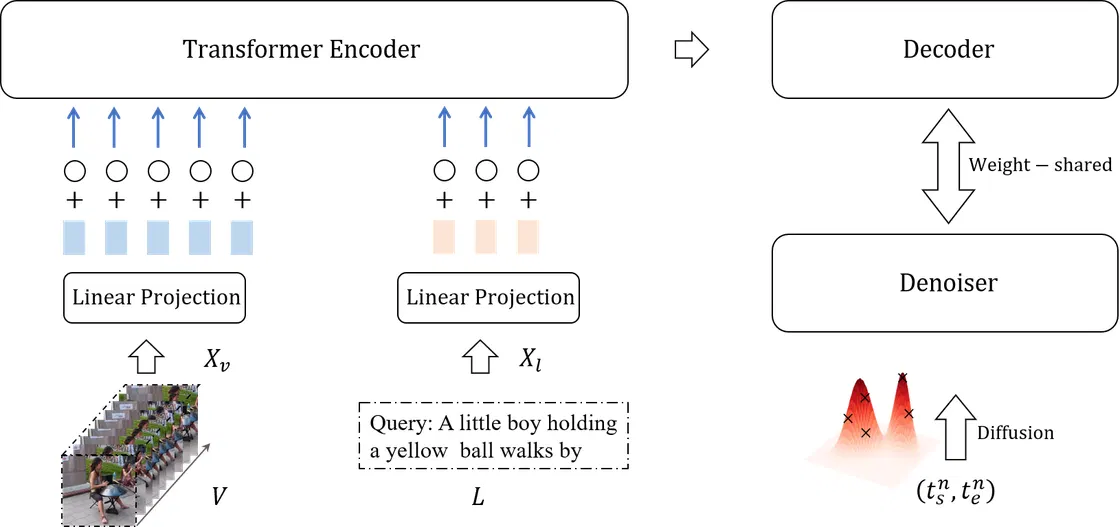 Transformer Encoder
Decoder
+ + + + +
+ + +
Weight − shared
Linear Projection
Linear Projection
Denoiser
X_v
X_l
Query: A little boy holding
a yellow ball walks by
Diffusion
V
L
(t_s^n, t_e^n)